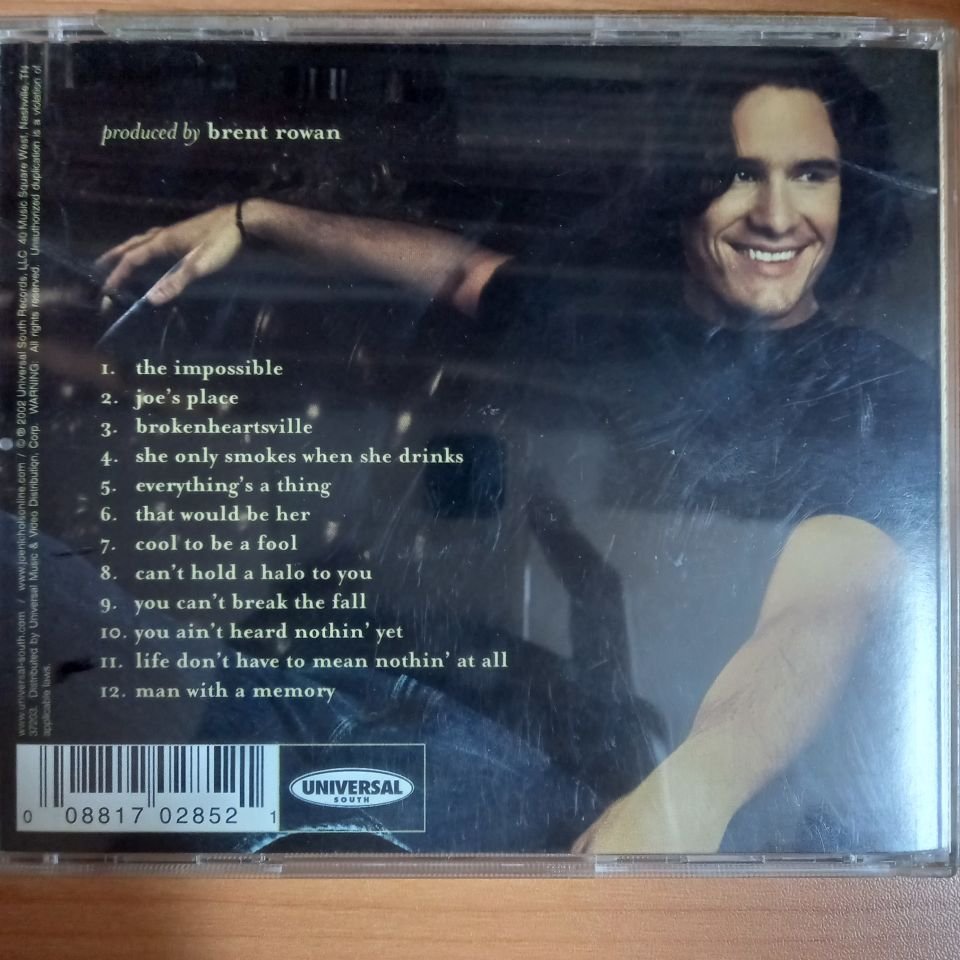 produced by brent rowan
1. the impossible
2. joe's place
3. brokenheartsville
4. she only smokes when she drinks
5. everything's a thing
6. that would be her
7. cool to be a fool
8. can't hold a halo to you
9. you can't break the fall
10. you ain't heard nothin' yet
11. life don't have to mean nothin' at all
12. man with a memory
www.universal-south.com / www.joenicholsonline.com / © ℗ 2002 Universal South Records, LLC 40 Music Square West, Nashville, TN
37203. Distributed by Universal Music & Video Distribution, Corp. WARNING: All rights reserved. Unauthorized duplication is a violation of
applicable laws.
0 08817 02852 1
UNIVERSAL
SOUTH